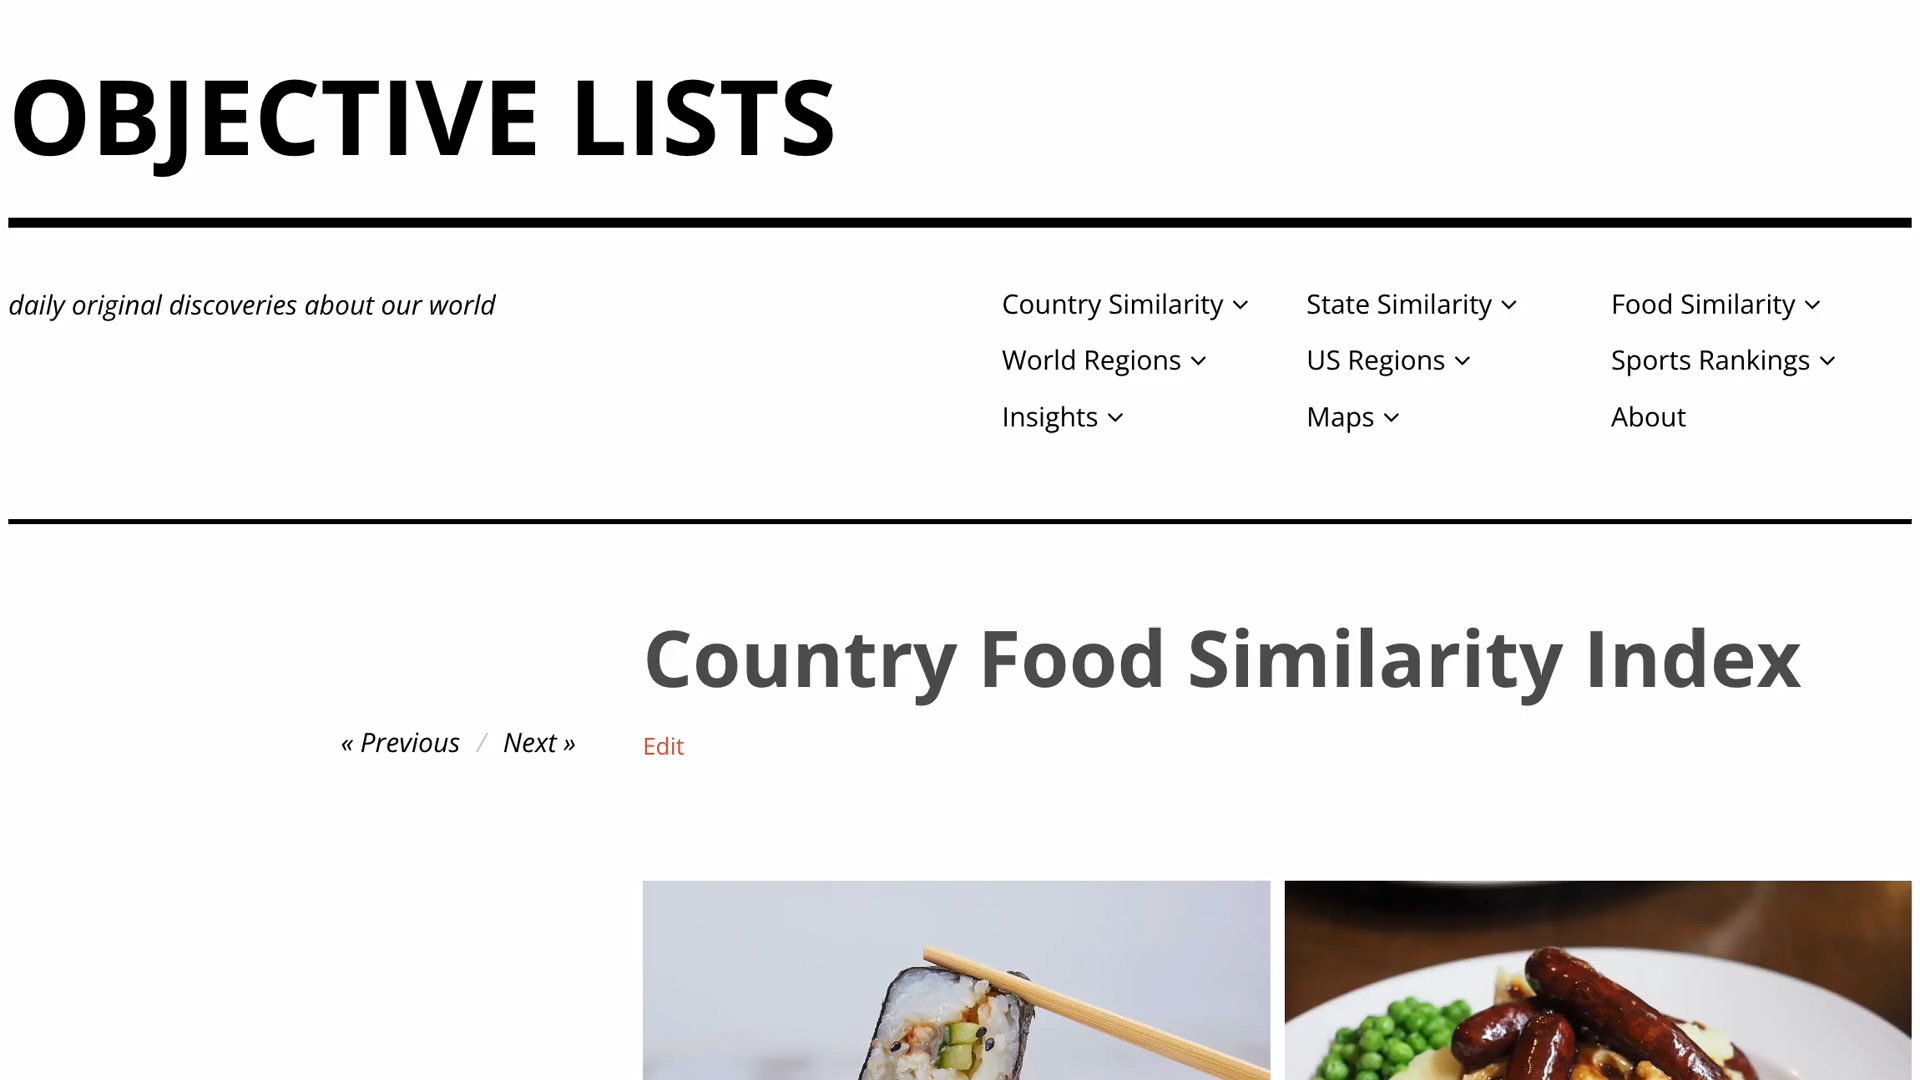 OBJECTIVE LISTS
daily original discoveries about our world
Country Similarity
State Similarity
Food Similarity
World Regions
US Regions
Sports Rankings
Insights
Maps
About
Country Food Similarity Index
« Previous / Next »
Edit